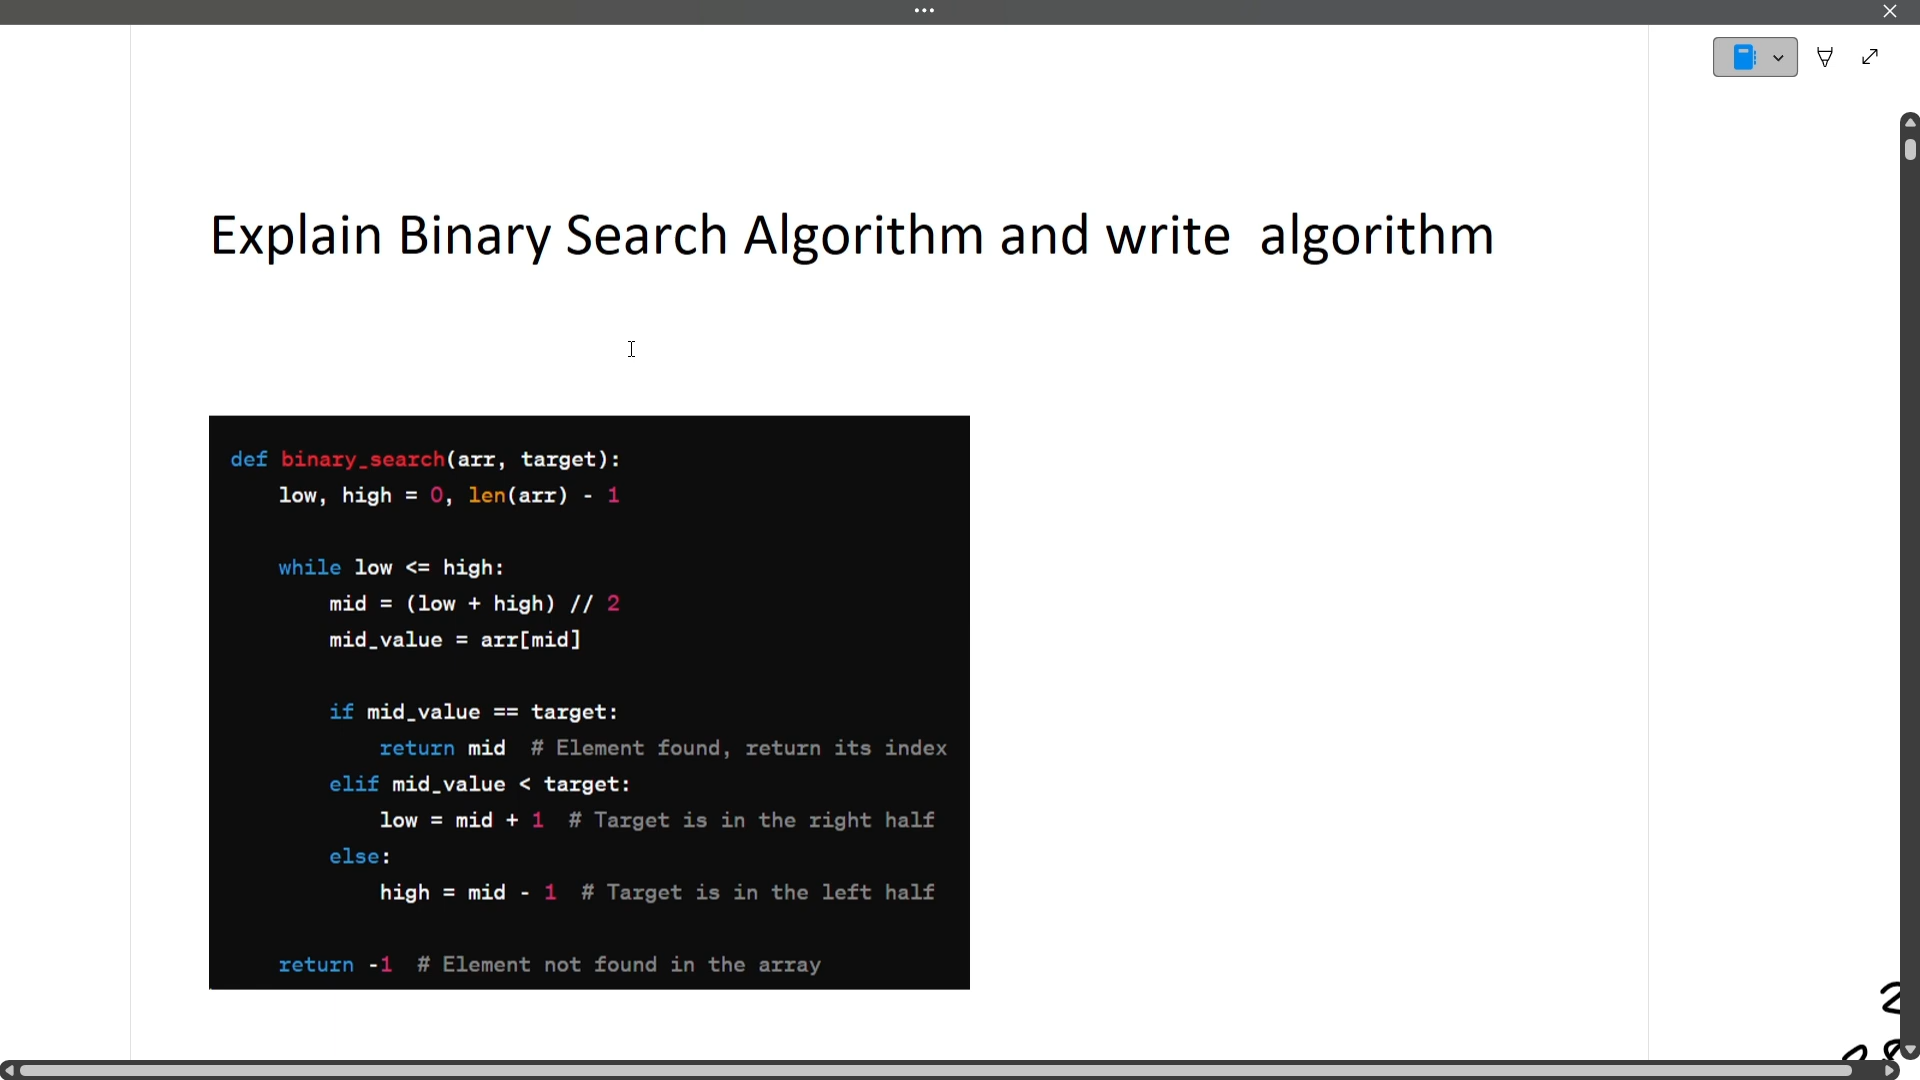 Explain Binary Search Algorithm and write  algorithm
def binary_search(arr, target):
    low, high = 0, len(arr) - 1

    while low <= high:
        mid = (low + high) // 2
        mid_value = arr[mid]

        if mid_value == target:
            return mid  # Element found, return its index
        elif mid_value < target:
            low = mid + 1  # Target is in the right half
        else:
            high = mid - 1  # Target is in the left half

    return -1  # Element not found in the array
2